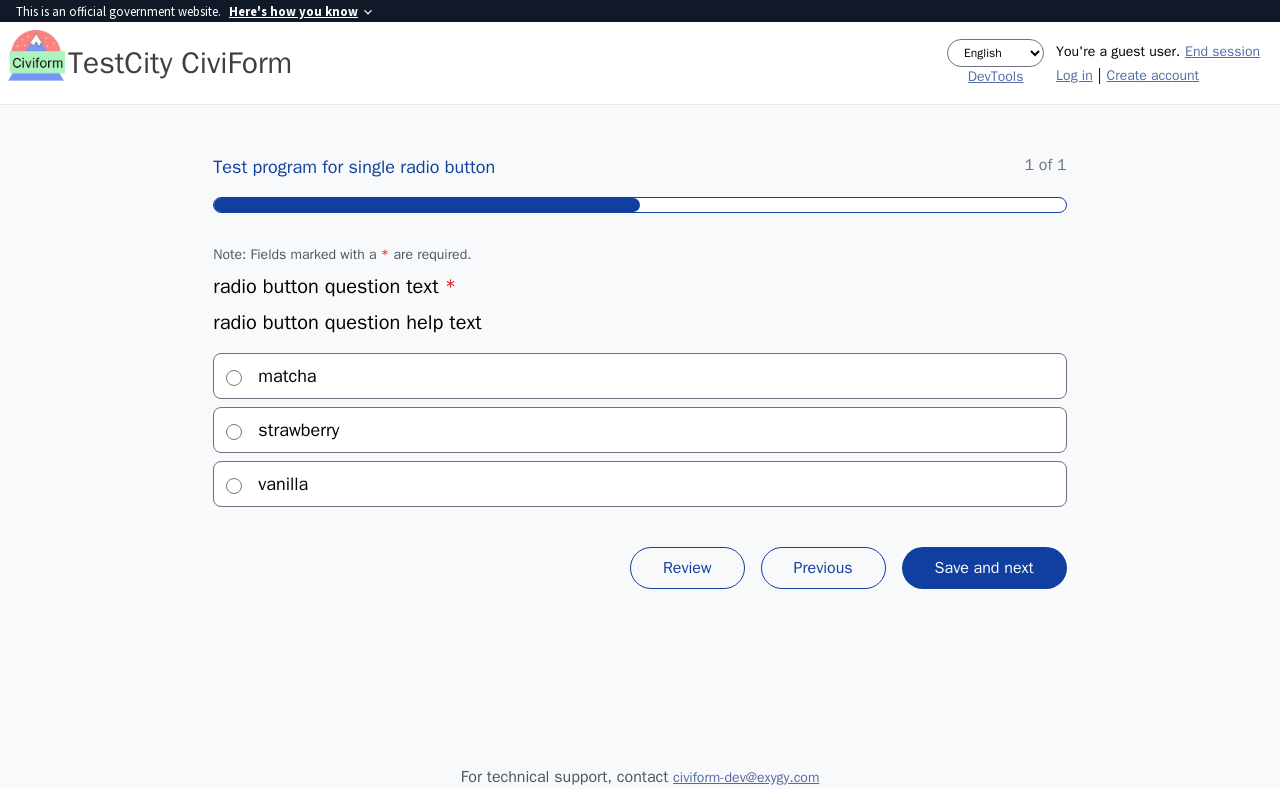 This is an official government website. Here's how you know
Civiform
TestCity CiviForm
English
DevTools
You're a guest user. End session
Log in | Create account
Test program for single radio button
1 of 1
Note: Fields marked with a * are required.
radio button question text *
radio button question help text
matcha
strawberry
vanilla
Review
Previous
Save and next
For technical support, contact civiform-dev@exygy.com